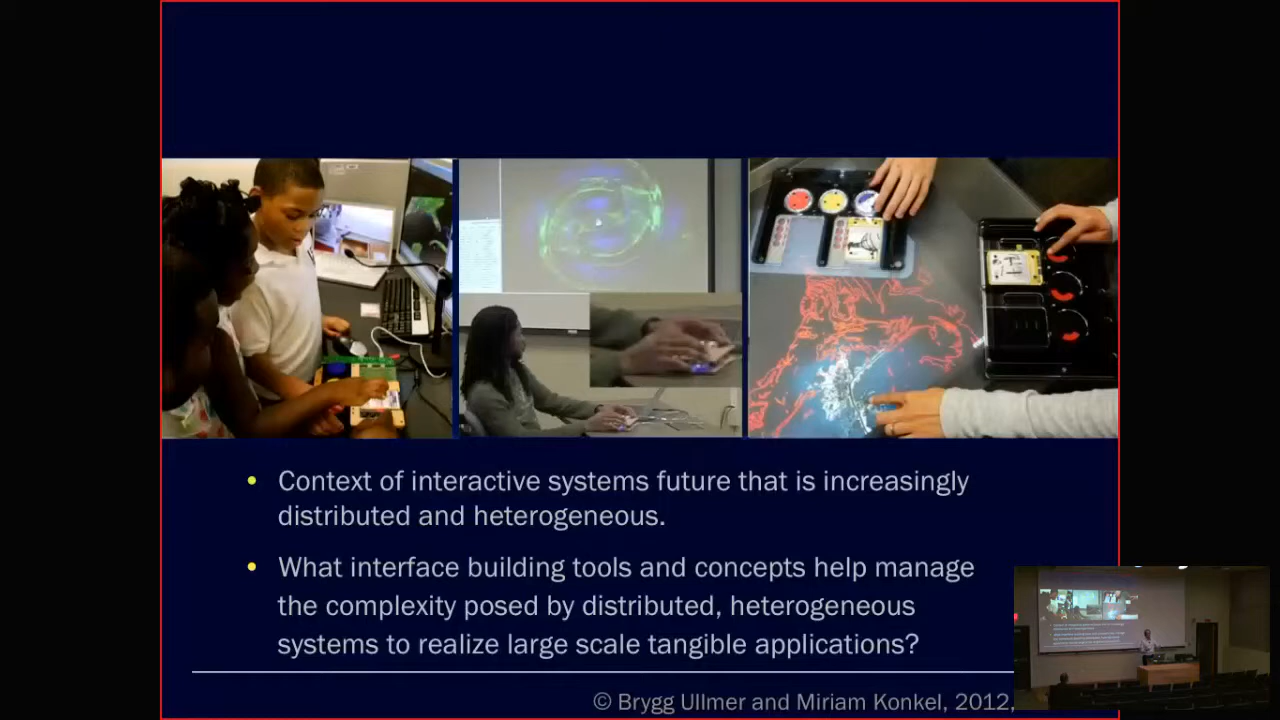 • Context of interactive systems future that is increasingly
distributed and heterogeneous.
• What interface building tools and concepts help manage
the complexity posed by distributed, heterogeneous
systems to realize large scale tangible applications?
© Brygg Ullmer and Miriam Konkel, 2012,